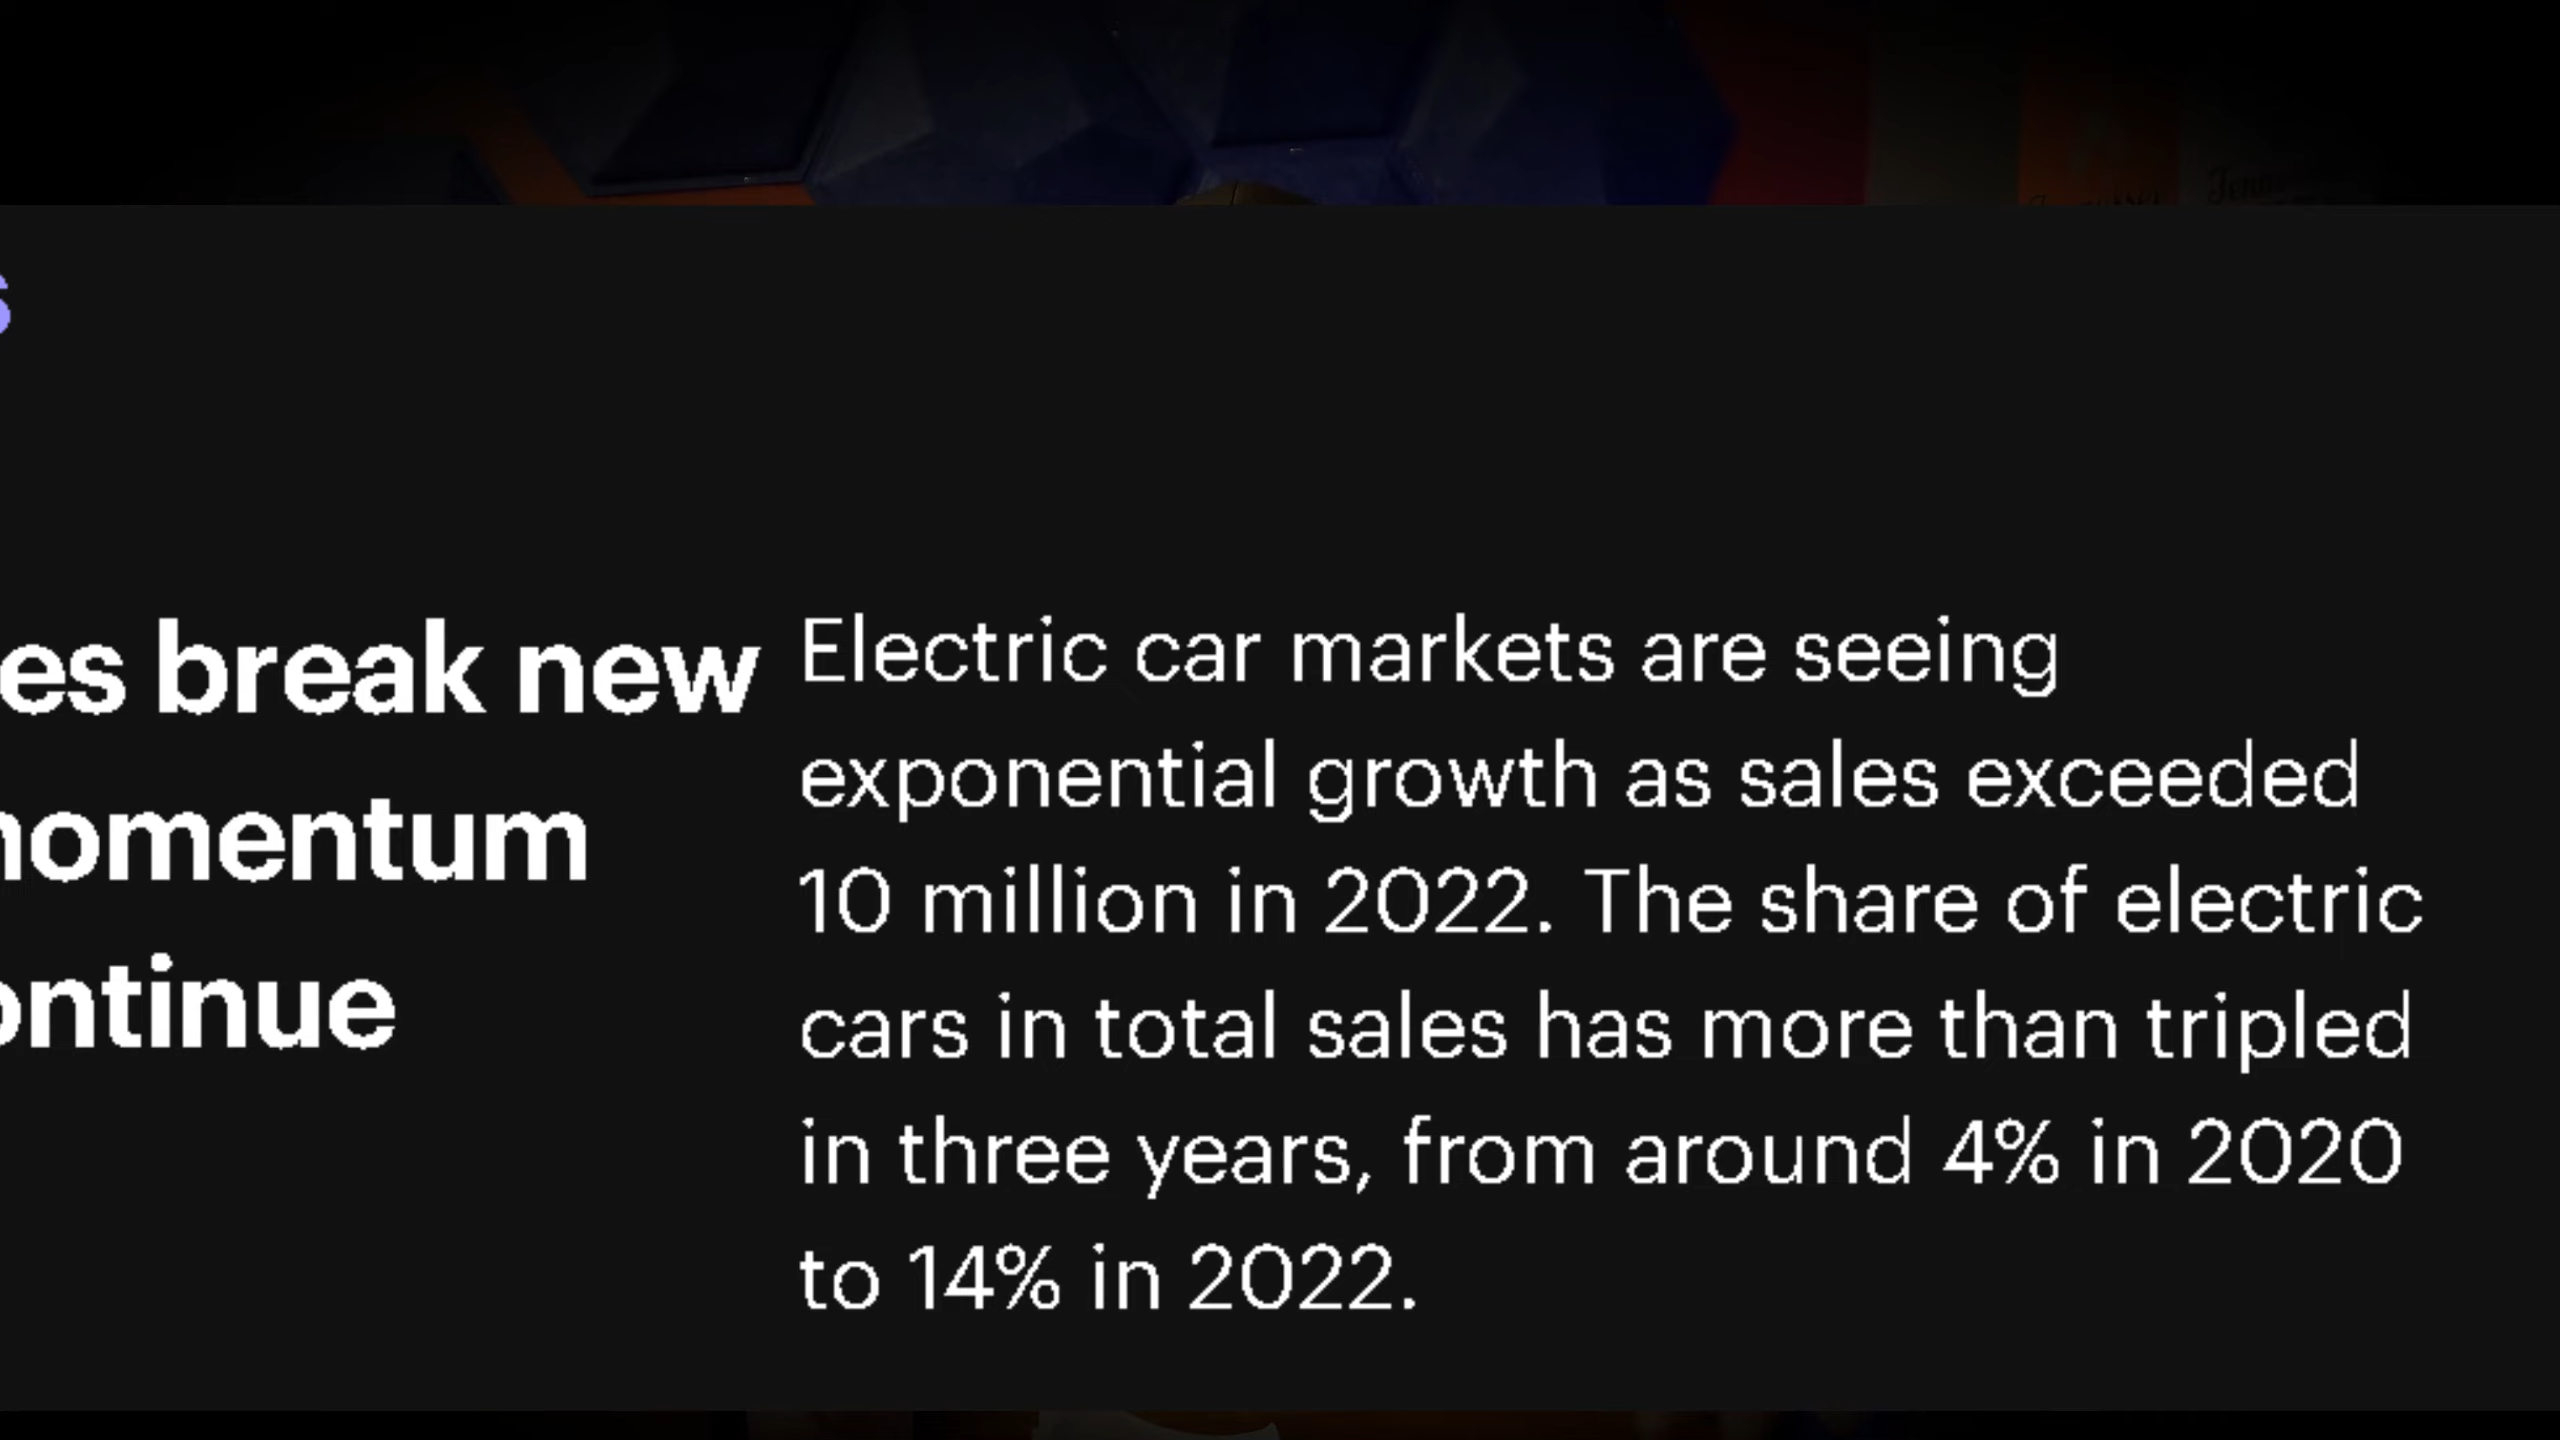 es break new
momentum
ontinue
Electric car markets are seeing
exponential growth as sales exceeded
10 million in 2022. The share of electric
cars in total sales has more than tripled
in three years, from around 4% in 2020
to 14% in 2022.